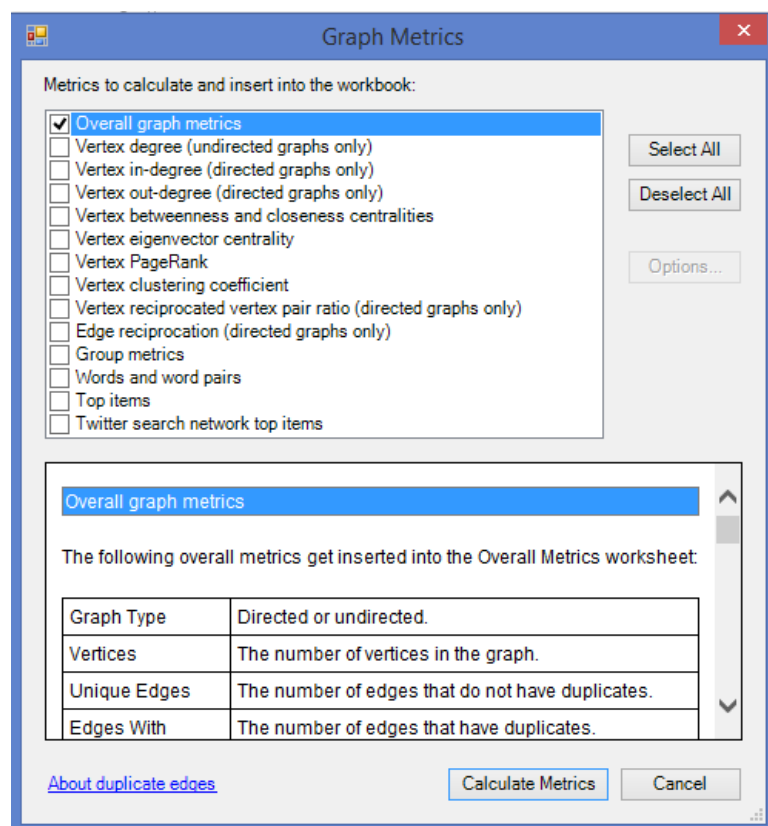 Graph Metrics
Metrics to calculate and insert into the workbook:
Overall graph metrics
Vertex degree (undirected graphs only)
Vertex in-degree (directed graphs only)
Vertex out-degree (directed graphs only)
Vertex betweenness and closeness centralities
Vertex eigenvector centrality
Vertex PageRank
Vertex clustering coefficient
Vertex reciprocated vertex pair ratio (directed graphs only)
Edge reciprocation (directed graphs only)
Group metrics
Words and word pairs
Top items
Twitter search network top items
Select All
Deselect All
Options...
Overall graph metrics
The following overall metrics get inserted into the Overall Metrics worksheet:
Graph Type Directed or undirected.
Vertices The number of vertices in the graph.
Unique Edges The number of edges that do not have duplicates.
Edges With The number of edges that have duplicates.
About duplicate edges
Calculate Metrics
Cancel